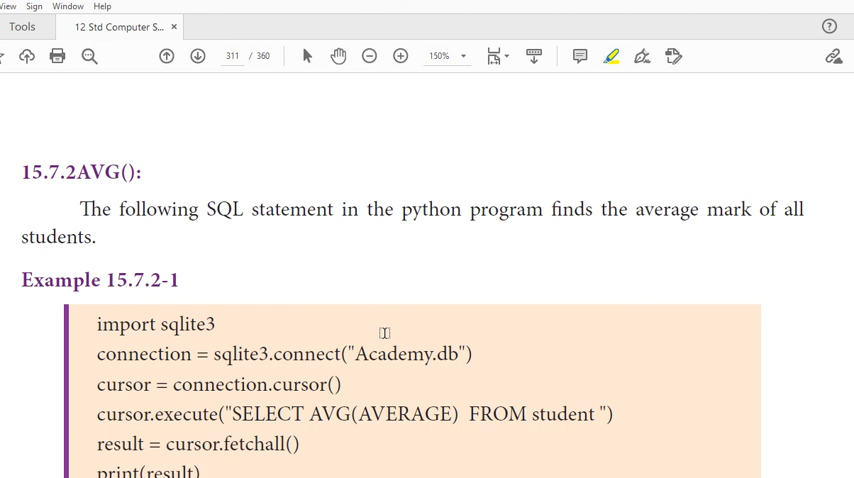 View Sign Window Help
Tools 12 Std Computer S... ×
311 / 360 150%
15.7.2AVG():
The following SQL statement in the python program finds the average mark of all
students.
Example 15.7.2-1
import sqlite3
connection = sqlite3.connect("Academy.db")
cursor = connection.cursor()
cursor.execute("SELECT AVG(AVERAGE) FROM student ")
result = cursor.fetchall()
print(result)